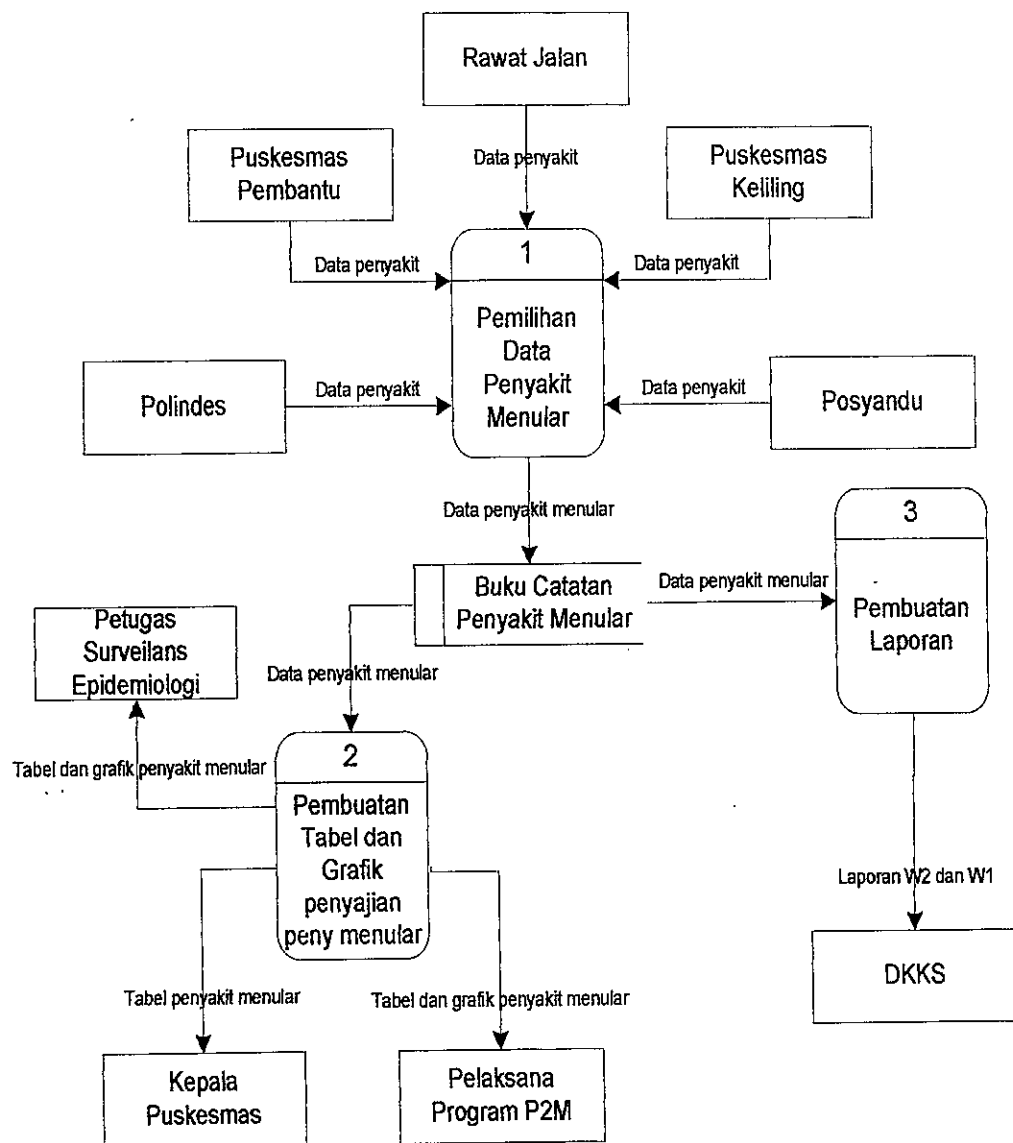 Rawat Jalan
Puskesmas
Pembantu
Data penyakit
Puskesmas
Keliling
Data penyakit
1
Data penyakit
Pemilihan
Data
Penyakit
Menular
Polindes
Data penyakit
Data penyakit
Posyandu
Data penyakit menular
3
Pembuatan
Laporan
Buku Catatan
Penyakit Menular
Data penyakit menular
Petugas
Surveilans
Epidemiologi
Data penyakit menular
Tabel dan grafik penyakit menular
2
Pembuatan
Tabel dan
Grafik
penyajian
peny menular
Laporan W2 dan W1
DKKS
Tabel penyakit menular
Tabel dan grafik penyakit menular
Kepala
Puskesmas
Pelaksana
Program P2M